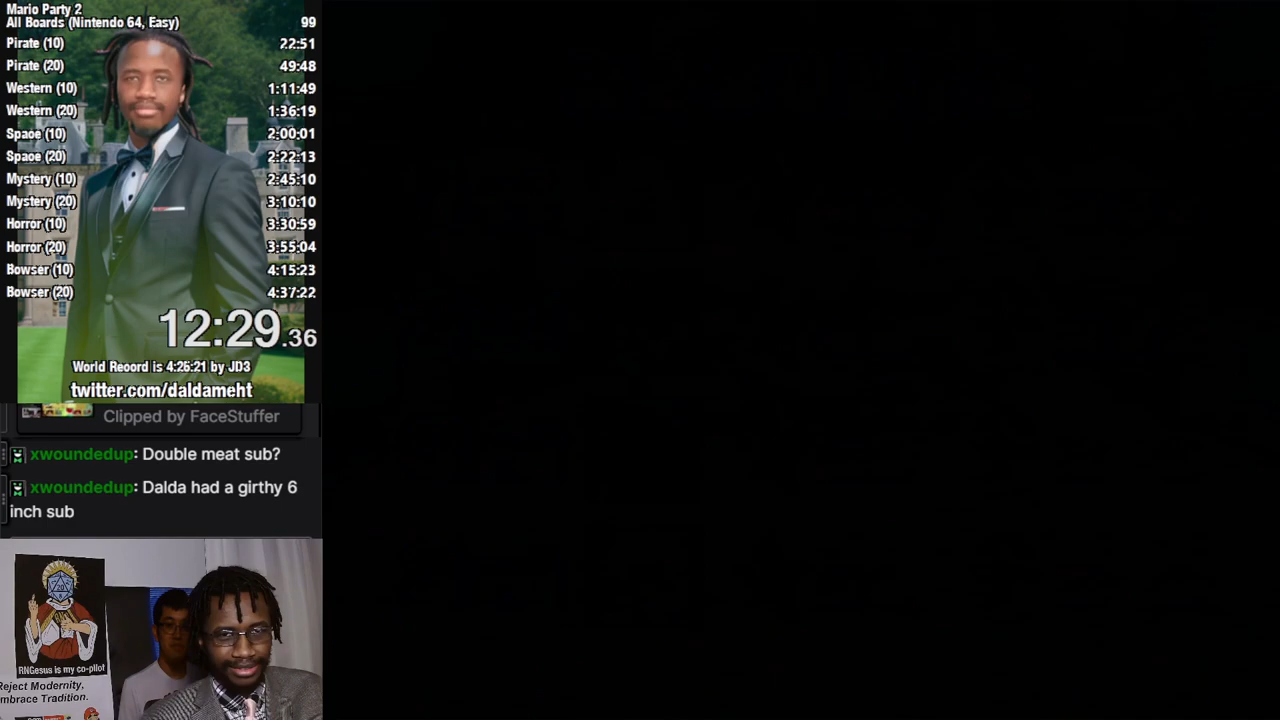 Mario Party 2
All Boards (Nintendo 64, Easy) 99
Pirate (10) 22:51
Pirate (20) 49:48
Western (10) 1:11:49
Western (20) 1:36:19
Space (10) 2:00:01
Space (20) 2:22:13
Mystery (10) 2:45:10
Mystery (20) 3:10:10
Horror (10) 3:30:59
Horror (20) 3:55:04
Bowser (10) 4:15:23
Bowser (20) 4:37:22
12:29.36
World Record is 4:25:21 by JD3
twitter.com/daldameht
Clipped by FaceStuffer
xwoundedup: Double meat sub?
xwoundedup: Dalda had a girthy 6
inch sub
RNGesus is my co-pilot
Reject Modernity,
Embrace Tradition.